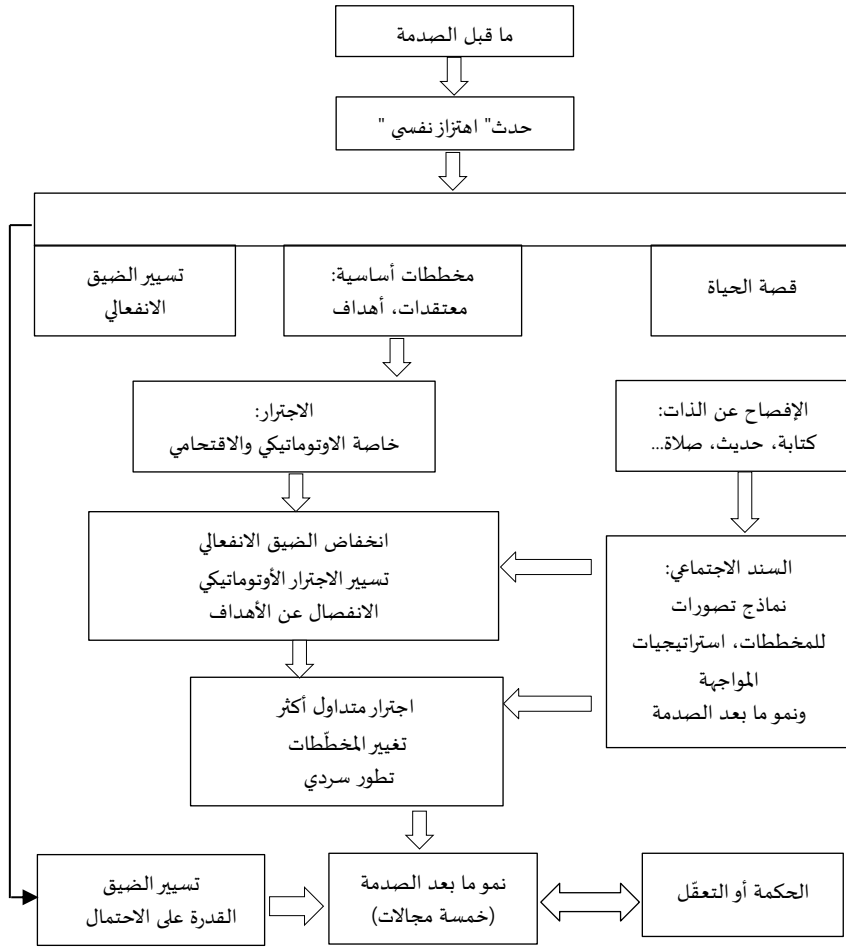 ما قبل الصدمة
حدث" اهتزاز نفسي "
قصة الحياة
مخططات أساسية:
معتقدات، أهداف
تسيير الضيق
الانفعالي
الإفصاح عن الذات:
كتابة، حديث، صلاة...
الاجترار:
خاصة الاوتوماتيكي والاقتحامي
السند الاجتماعي:
نماذج تصورات
للمخططات، استراتيجيات
المواجهة
ونمو ما بعد الصدمة
انخفاض الضيق الانفعالي
تسيير الاجترار الأوتوماتيكي
الانفصال عن الأهداف
اجترار متداول أكثر
تغيير المخطّطات
تطور سردي
الحكمة أو التعقّل
نمو ما بعد الصدمة
(خمسة مجالات)
تسيير الضيق
القدرة على الاحتمال